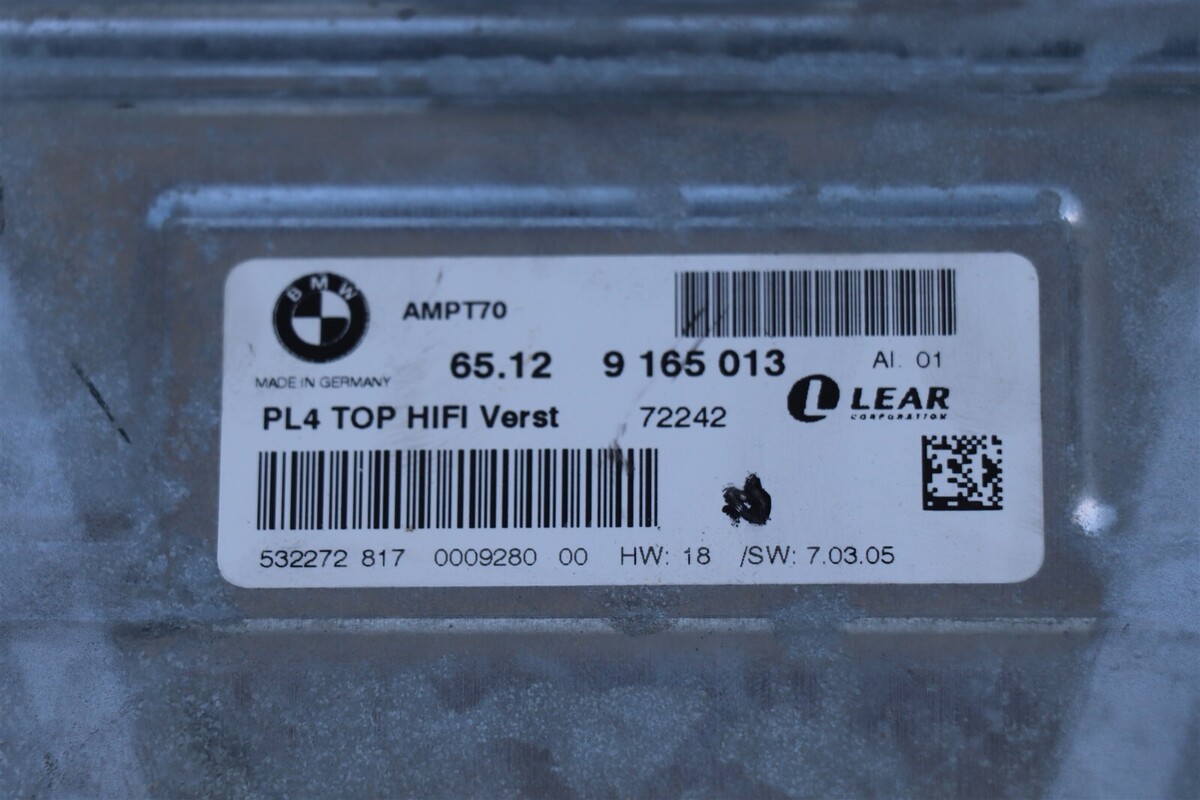 BMW
AMPT70
MADE IN GERMANY
65.12 9 165 013 AI. 01
PL4 TOP HIFI Verst 72242
L LEAR
CORPORATION
532272 817 0009280 00 HW: 18 /SW: 7.03.05